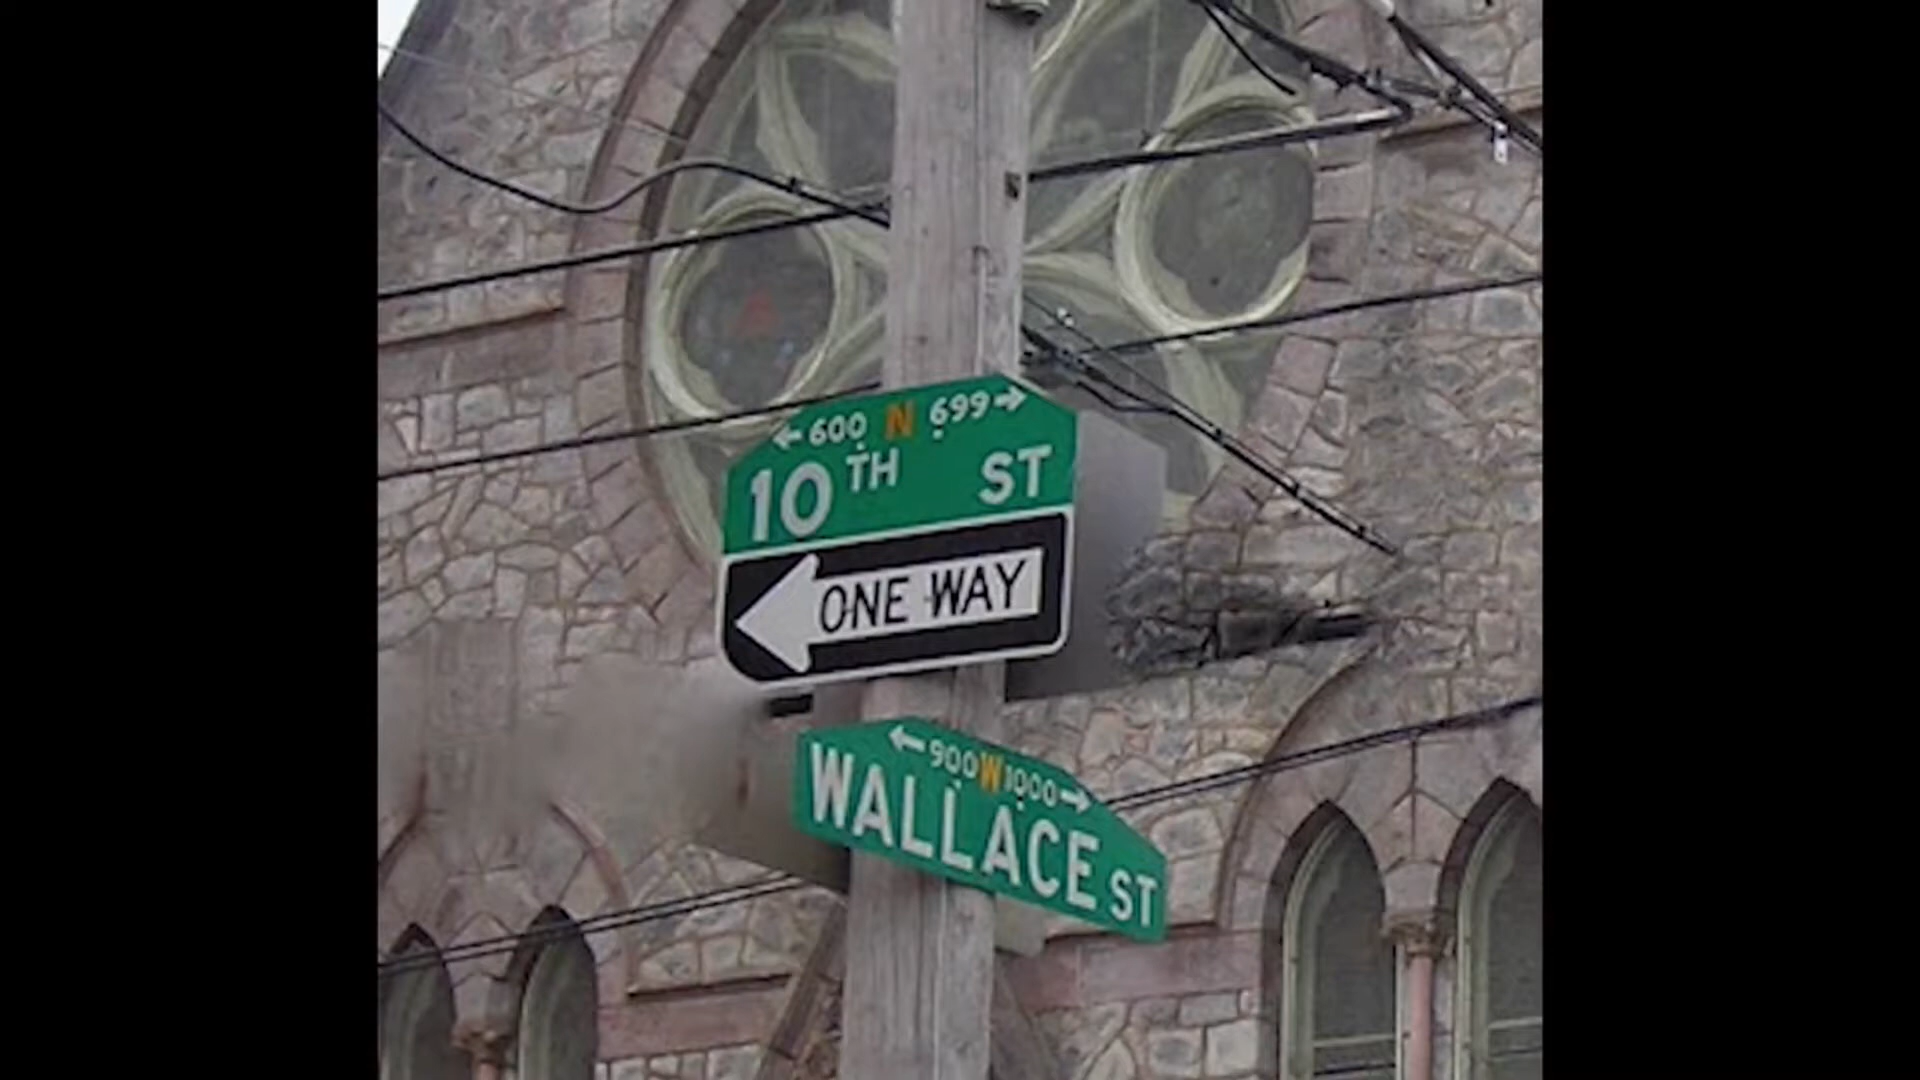 ← 600 N 699 →
10TH ST
ONE WAY
← 900 W 1000 →
WALLACE ST